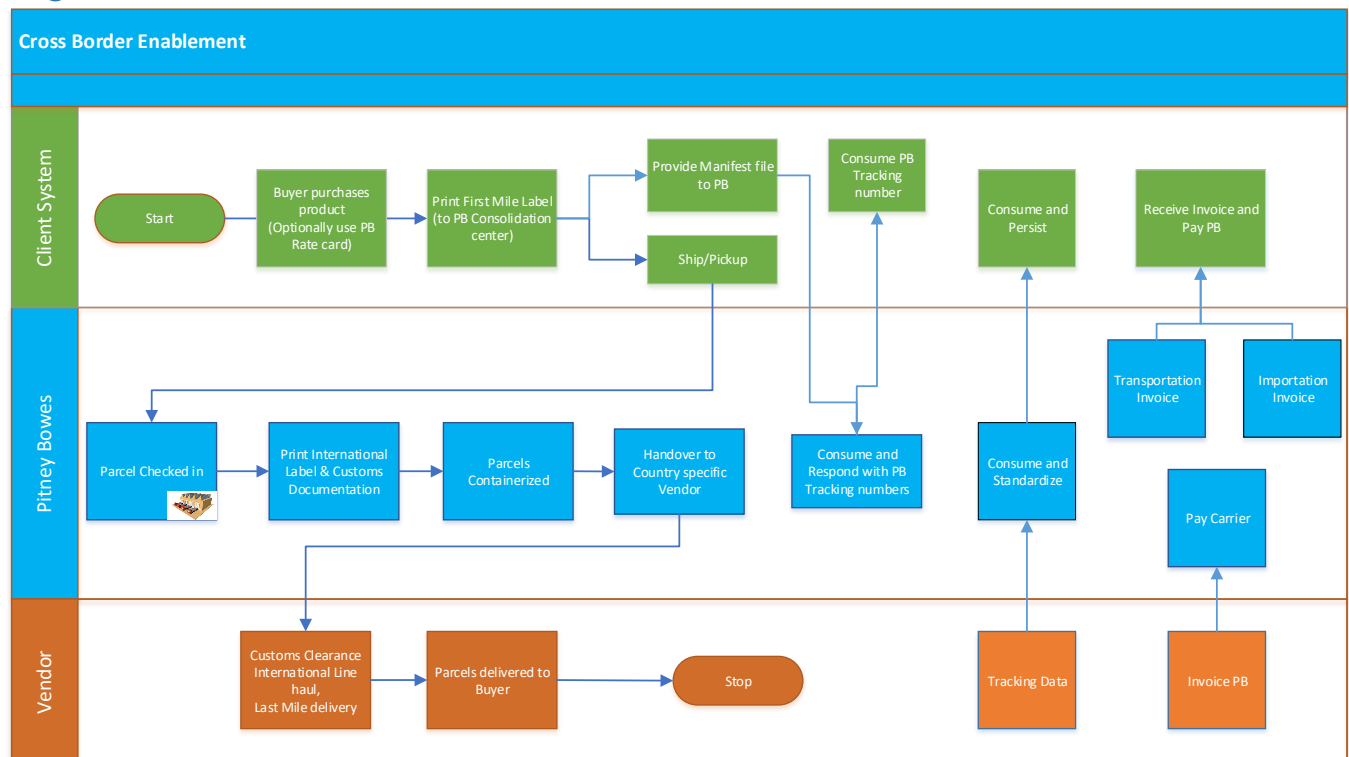 Cross Border Enablement
Client System
Start
Buyer purchases
product
(Optionally use PB
Rate card)
Print First Mile Label
(to PB Consolidation
center)
Provide Manifest file
to PB
Ship/Pickup
Consume PB
Tracking
number
Consume and
Persist
Receive Invoice and
Pay PB
Pitney Bowes
Parcel Checked in
Print International
Label & Customs
Documentation
Parcels
Containerized
Handover to
Country specific
Vendor
Consume and
Respond with PB
Tracking numbers
Consume and
Standardize
Transportation
Invoice
Importation
Invoice
Pay Carrier
Vendor
Customs Clearance
International Line
haul,
Last Mile delivery
Parcels delivered to
Buyer
Stop
Tracking Data
Invoice PB